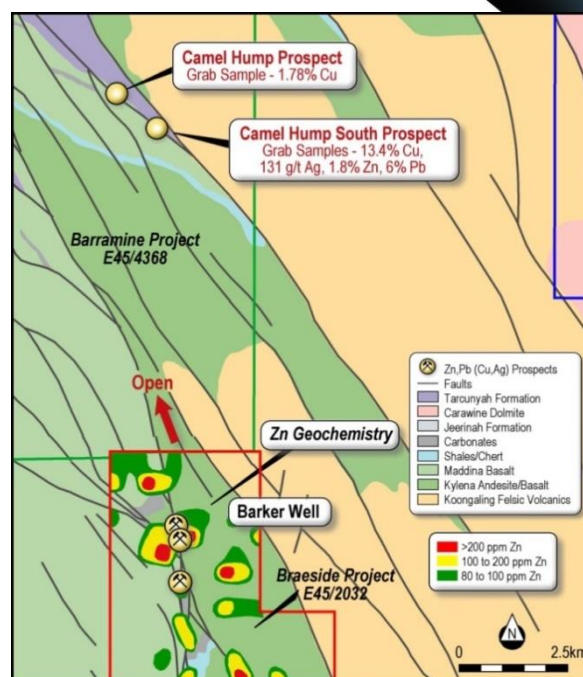 Camel Hump Prospect
Grab Sample - 1.78% Cu
Camel Hump South Prospect
Grab Samples - 13.4% Cu,
131 g/t Ag, 1.8% Zn, 6% Pb
Barramine Project
E45/4368
Open
Zn Geochemistry
Barker Well
Braeside Project
E45/2032
Zn,Pb (Cu,Ag) Prospects
Faults
Tarcunyah Formation
Carawine Dolmite
Jeerinah Formation
Carbonates
Shales/Chert
Maddina Basalt
Kylena Andesite/Basalt
Koongaling Felsic Volcanics
>200 ppm Zn
100 to 200 ppm Zn
80 to 100 ppm Zn
N
0 2.5km